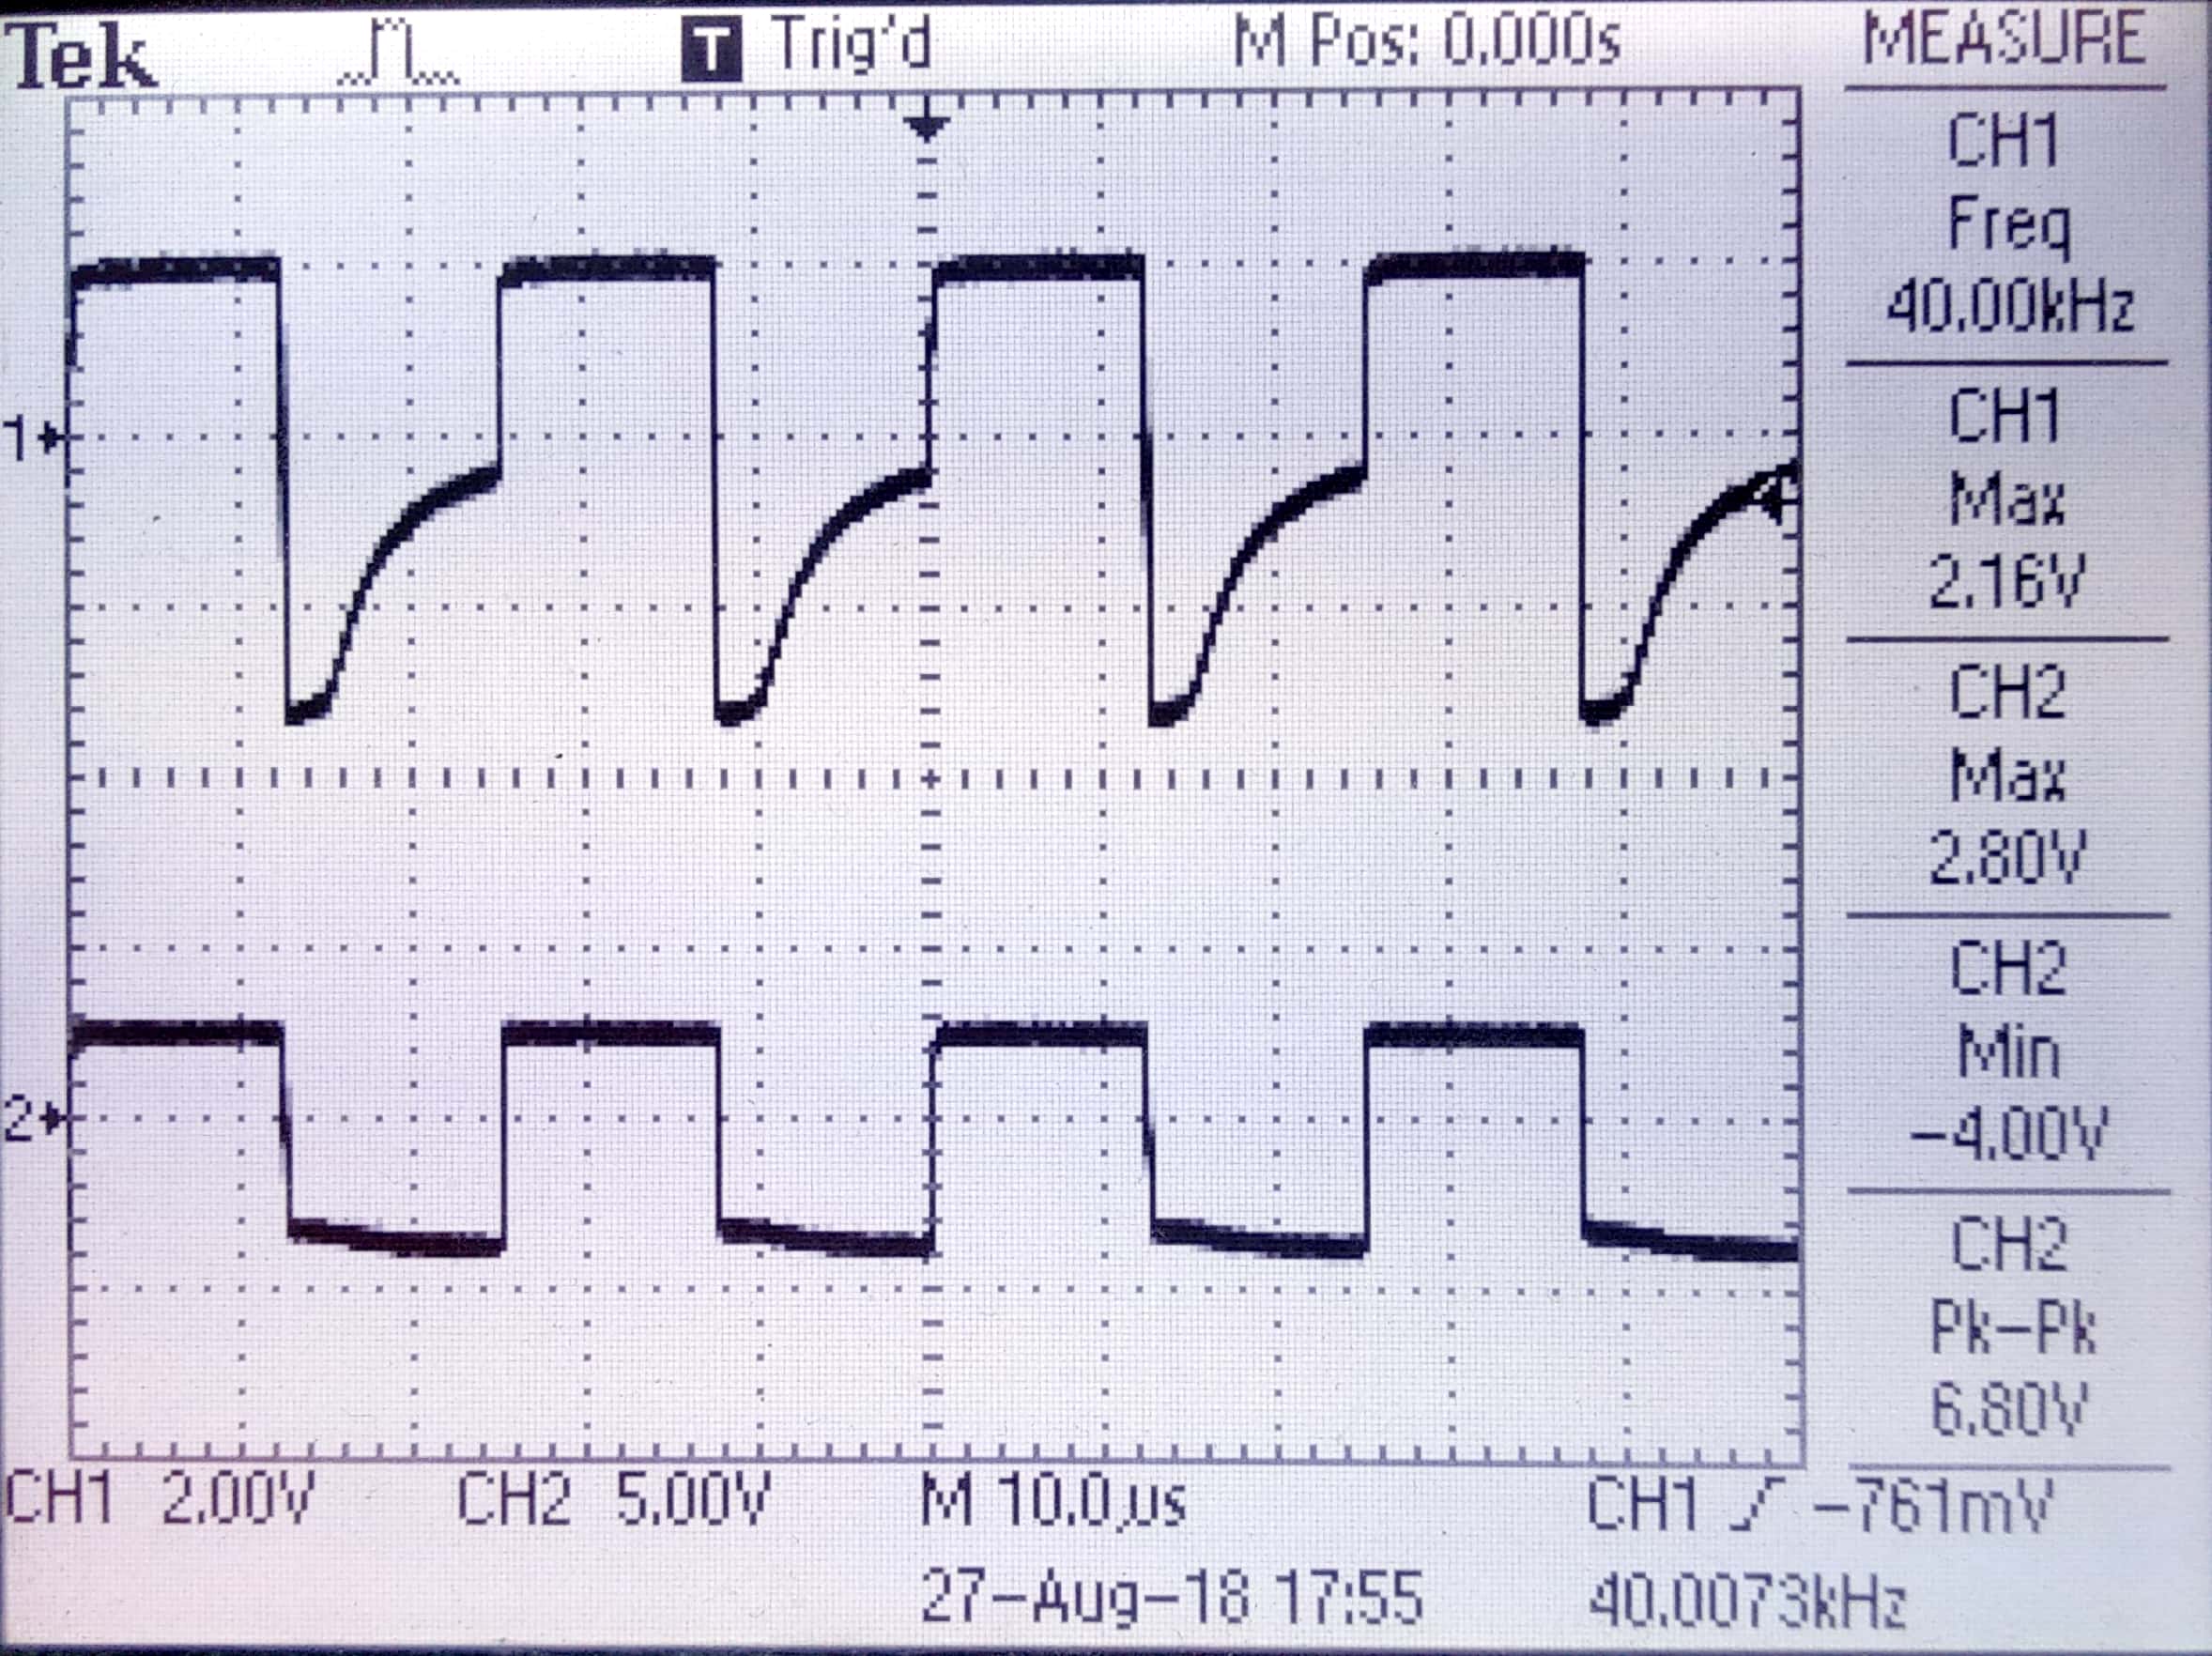 Tek T Trig'd M Pos: 0.000s MEASURE
CH1
Freq
40.00kHz
1
CH1
Max
2.16V
CH2
Max
2.80V
CH2
Min
-4.00V
2
CH2
Pk-Pk
6.80V
CH1 2.00V CH2 5.00V M 10.0µs CH1 -761mV
27-Aug-18 17:55 40.0073kHz